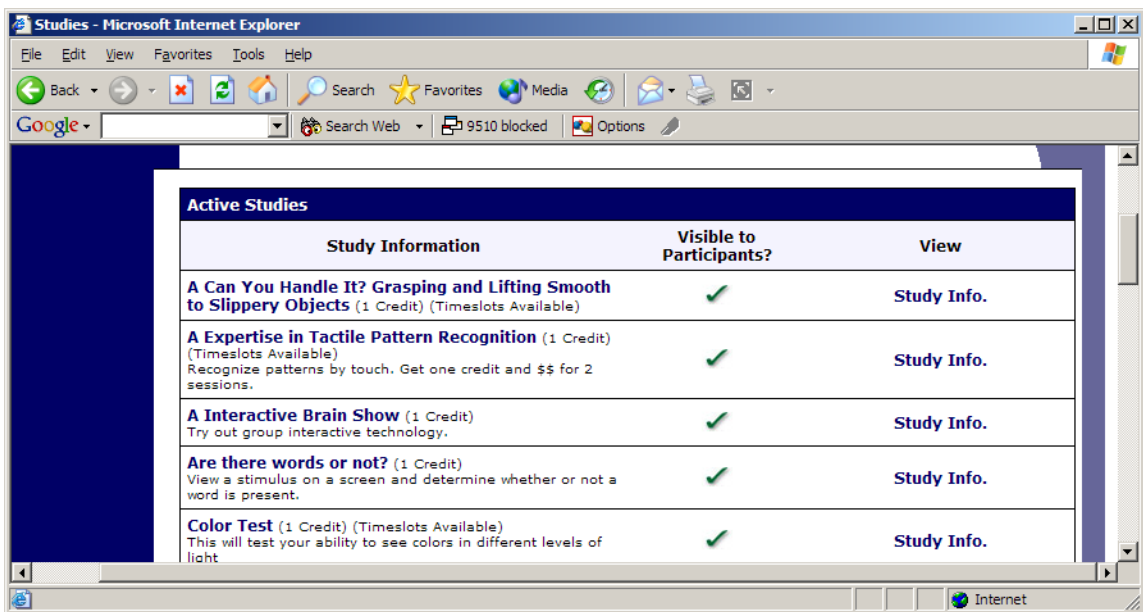 Studies - Microsoft Internet Explorer
File Edit View Favorites Tools Help
Back Search Favorites Media
Google Search Web 9510 blocked Options
Active Studies
Study Information
Visible to
Participants?
View
A Can You Handle It? Grasping and Lifting Smooth
to Slippery Objects (1 Credit) (Timeslots Available)
Study Info.
A Expertise in Tactile Pattern Recognition (1 Credit)
(Timeslots Available)
Recognize patterns by touch. Get one credit and $$ for 2
sessions.
Study Info.
A Interactive Brain Show (1 Credit)
Try out group interactive technology.
Study Info.
Are there words or not? (1 Credit)
View a stimulus on a screen and determine whether or not a
word is present.
Study Info.
Color Test (1 Credit) (Timeslots Available)
This will test your ability to see colors in different levels of
light
Study Info.
Internet